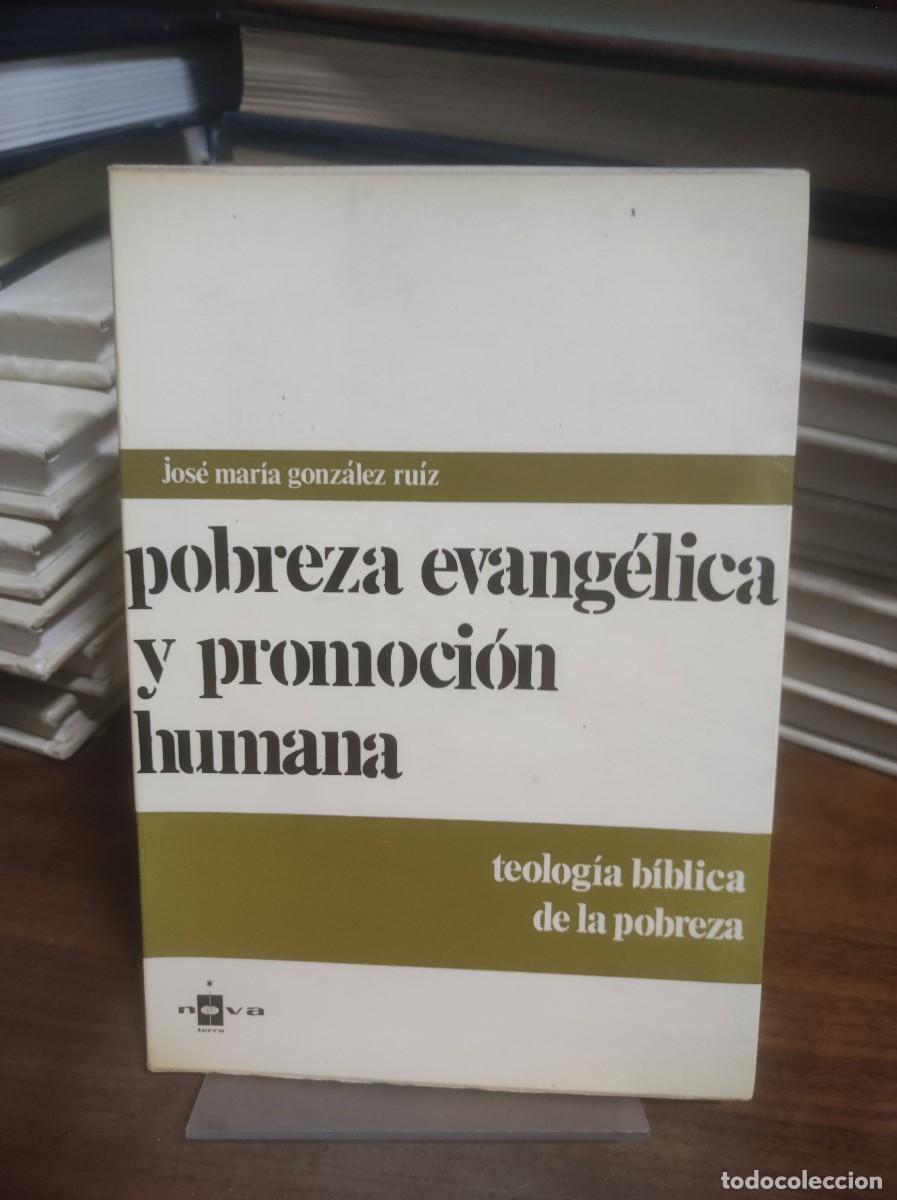 josé maría gonzález ruíz
pobreza evangélica
y promoción
humana
teología bíblica
de la pobreza
nova
terra
todocoleccion